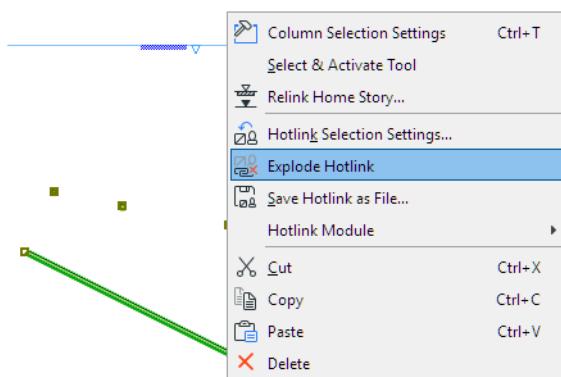 Column Selection Settings Ctrl+T
Select & Activate Tool
Relink Home Story...
Hotlink Selection Settings...
Explode Hotlink
Save Hotlink as File...
Hotlink Module
Cut Ctrl+X
Copy Ctrl+C
Paste Ctrl+V
Delete